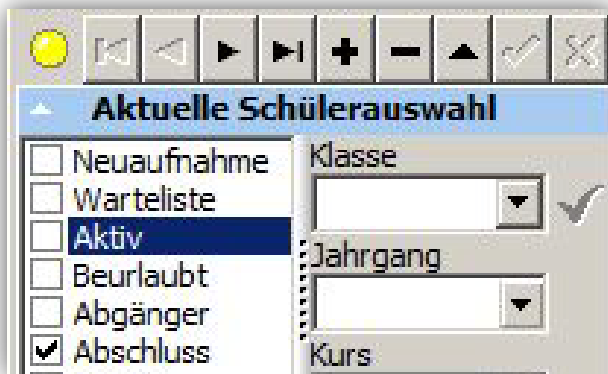 Aktuelle Schülerauswahl
Neuaufnahme
Warteliste
Aktiv
Beurlaubt
Abgänger
Abschluss
Klasse
Jahrgang
Kurs